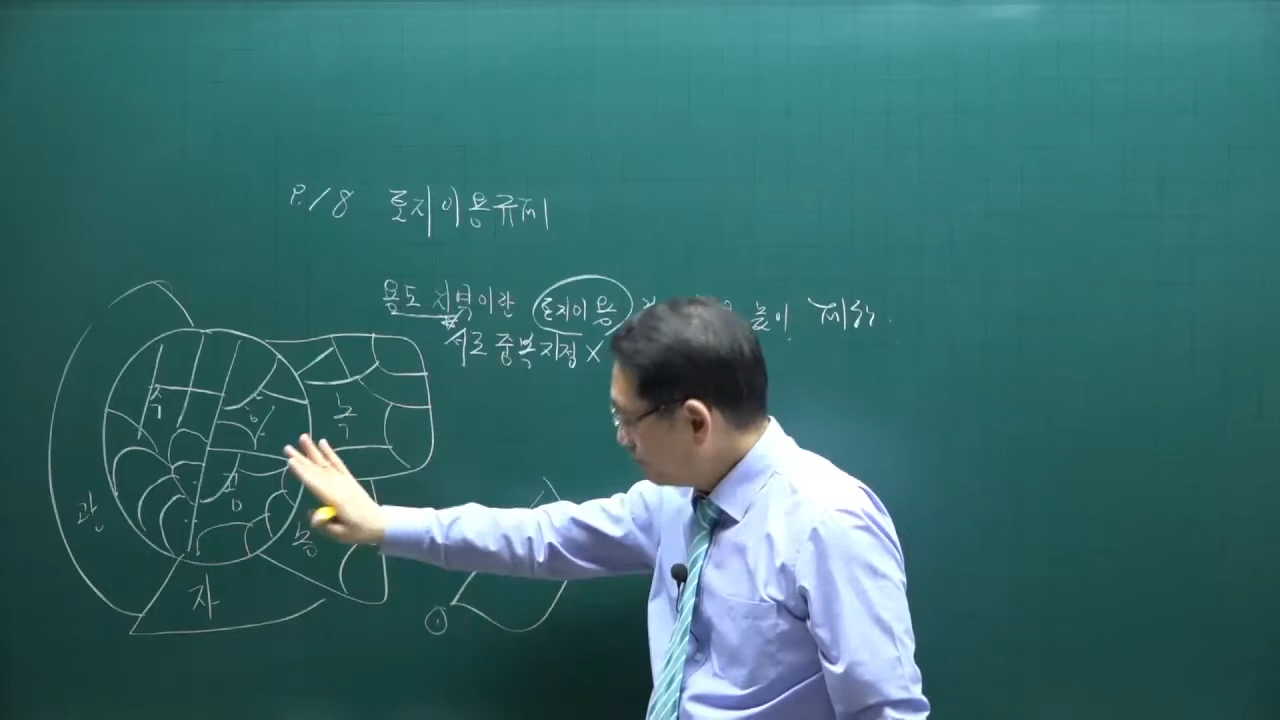 P.18 토지이용규제
용도지역이란 토지이용 높이 제한.
서로 중복지정 X
주
상
녹
공
관
농
자
①